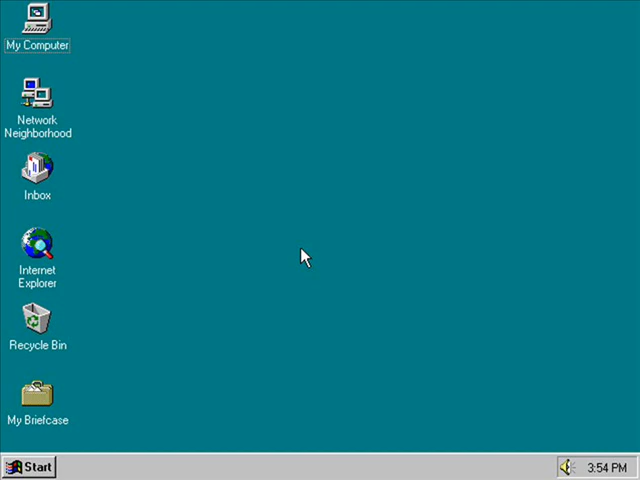 My Computer
Network
Neighborhood
Inbox
Internet
Explorer
Recycle Bin
My Briefcase
Start
3:54 PM